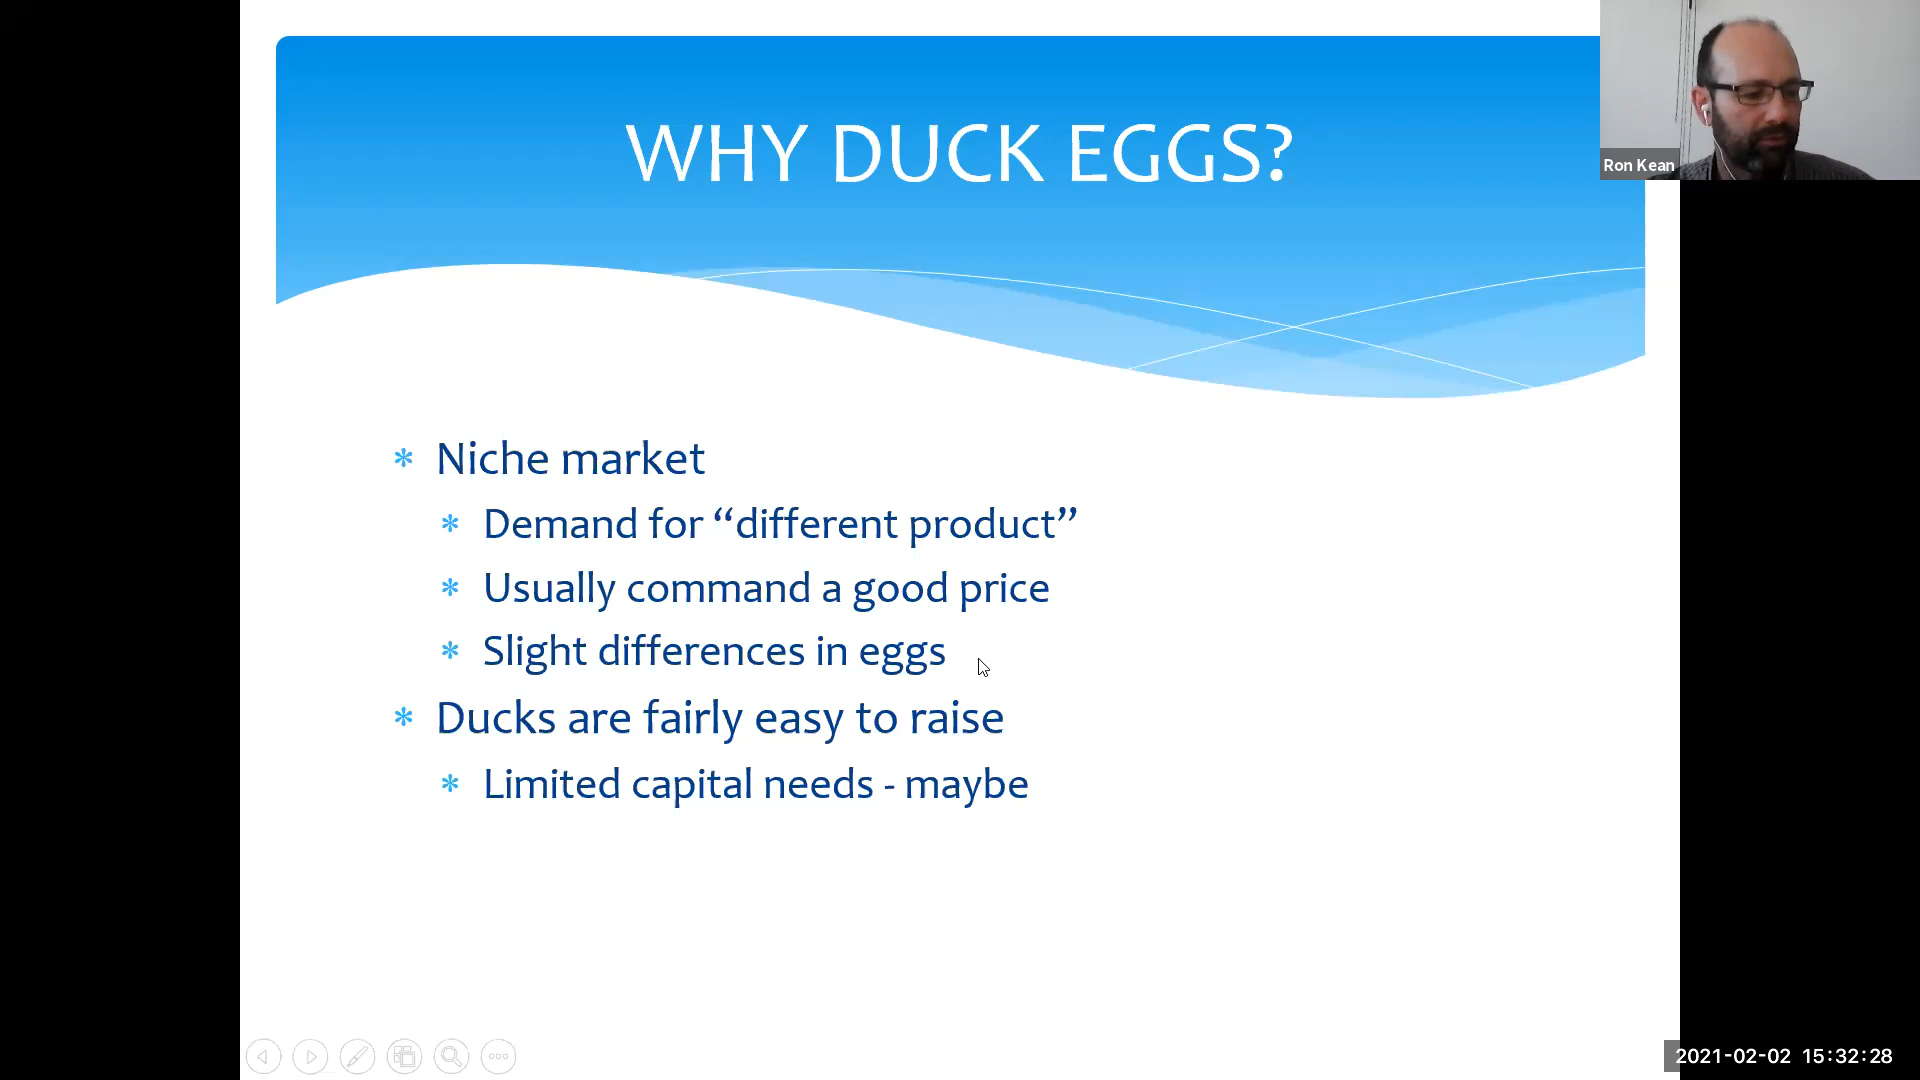 WHY DUCK EGGS?
Ron Kean
Niche market
Demand for “different product”
Usually command a good price
Slight differences in eggs
Ducks are fairly easy to raise
Limited capital needs - maybe
2021-02-02 15:32:28